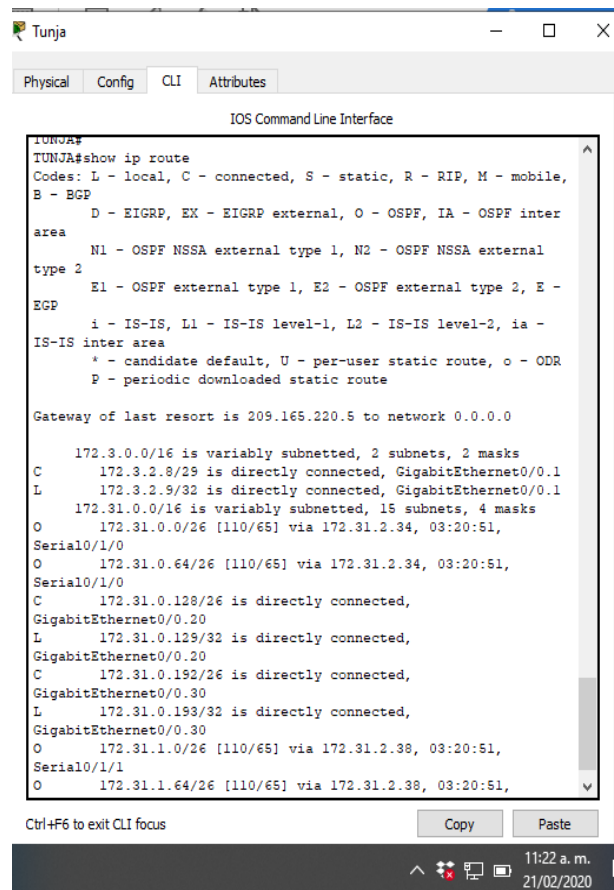 Tunja
Physical Config CLI Attributes
IOS Command Line Interface
TUNJA#
TUNJA#show ip route
Codes: L - local, C - connected, S - static, R - RIP, M - mobile,
B - BGP
D - EIGRP, EX - EIGRP external, O - OSPF, IA - OSPF inter
area
N1 - OSPF NSSA external type 1, N2 - OSPF NSSA external
type 2
E1 - OSPF external type 1, E2 - OSPF external type 2, E -
EGP
i - IS-IS, L1 - IS-IS level-1, L2 - IS-IS level-2, ia -
IS-IS inter area
* - candidate default, U - per-user static route, o - ODR
P - periodic downloaded static route
Gateway of last resort is 209.165.220.5 to network 0.0.0.0
172.3.0.0/16 is variably subnetted, 2 subnets, 2 masks
C 172.3.2.8/29 is directly connected, GigabitEthernet0/0.1
L 172.3.2.9/32 is directly connected, GigabitEthernet0/0.1
172.31.0.0/16 is variably subnetted, 15 subnets, 4 masks
O 172.31.0.0/26 [110/65] via 172.31.2.34, 03:20:51,
Serial0/1/0
O 172.31.0.64/26 [110/65] via 172.31.2.34, 03:20:51,
Serial0/1/0
C 172.31.0.128/26 is directly connected,
GigabitEthernet0/0.20
L 172.31.0.129/32 is directly connected,
GigabitEthernet0/0.20
C 172.31.0.192/26 is directly connected,
GigabitEthernet0/0.30
L 172.31.0.193/32 is directly connected,
GigabitEthernet0/0.30
O 172.31.1.0/26 [110/65] via 172.31.2.38, 03:20:51,
Serial0/1/1
O 172.31.1.64/26 [110/65] via 172.31.2.38, 03:20:51,
Ctrl+F6 to exit CLI focus
Copy Paste
11:22 a. m.
21/02/2020